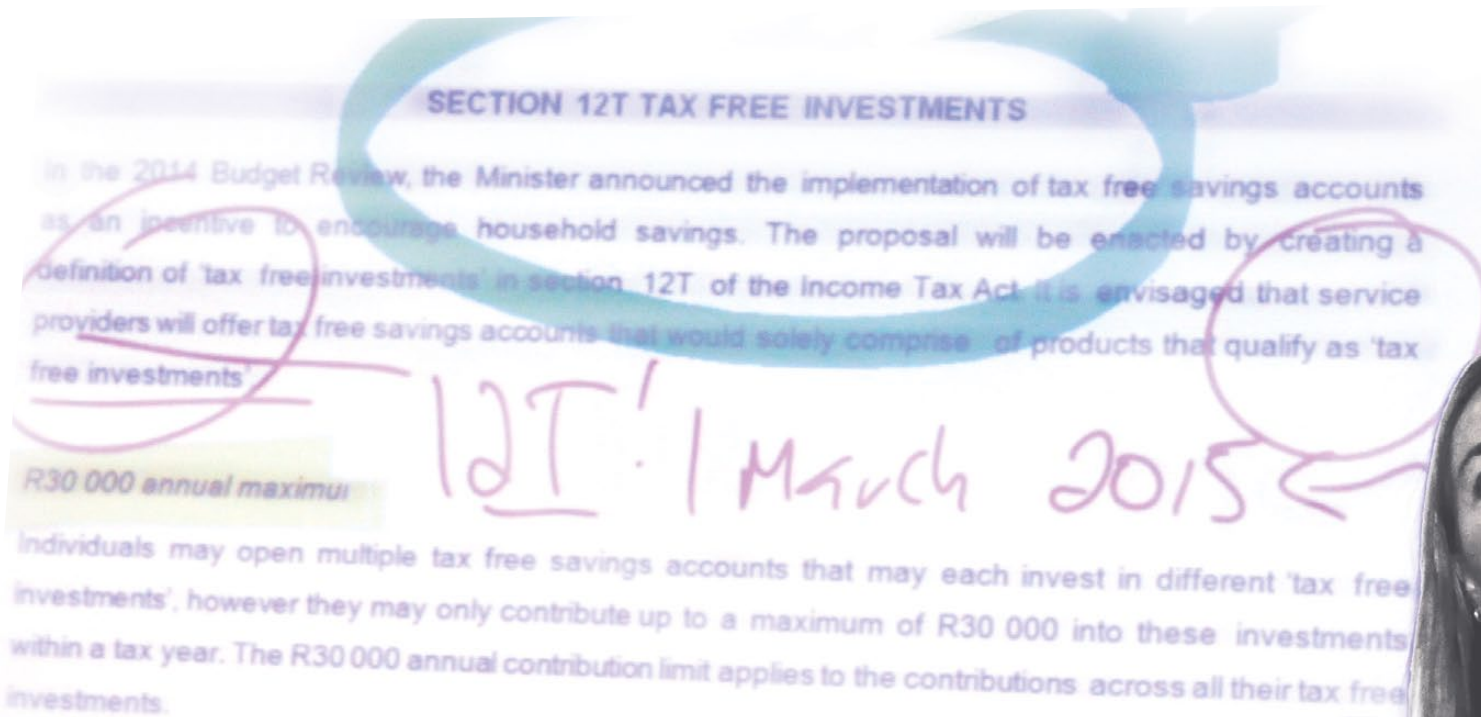 SECTION 12T TAX FREE INVESTMENTS
In the 2014 Budget Review, the Minister announced the implementation of tax free savings accounts
as an incentive to encourage household savings. The proposal will be enacted by creating a
definition of 'tax free investments' in section 12T of the Income Tax Act. It is envisaged that service
providers will offer tax free savings accounts that would solely comprise of products that qualify as 'tax
free investments'.
12T! 1 March 2015
R30 000 annual maximu
Individuals may open multiple tax free savings accounts that may each invest in different 'tax free
investments', however they may only contribute up to a maximum of R30 000 into these investments
within a tax year. The R30 000 annual contribution limit applies to the contributions across all their tax free
investments.